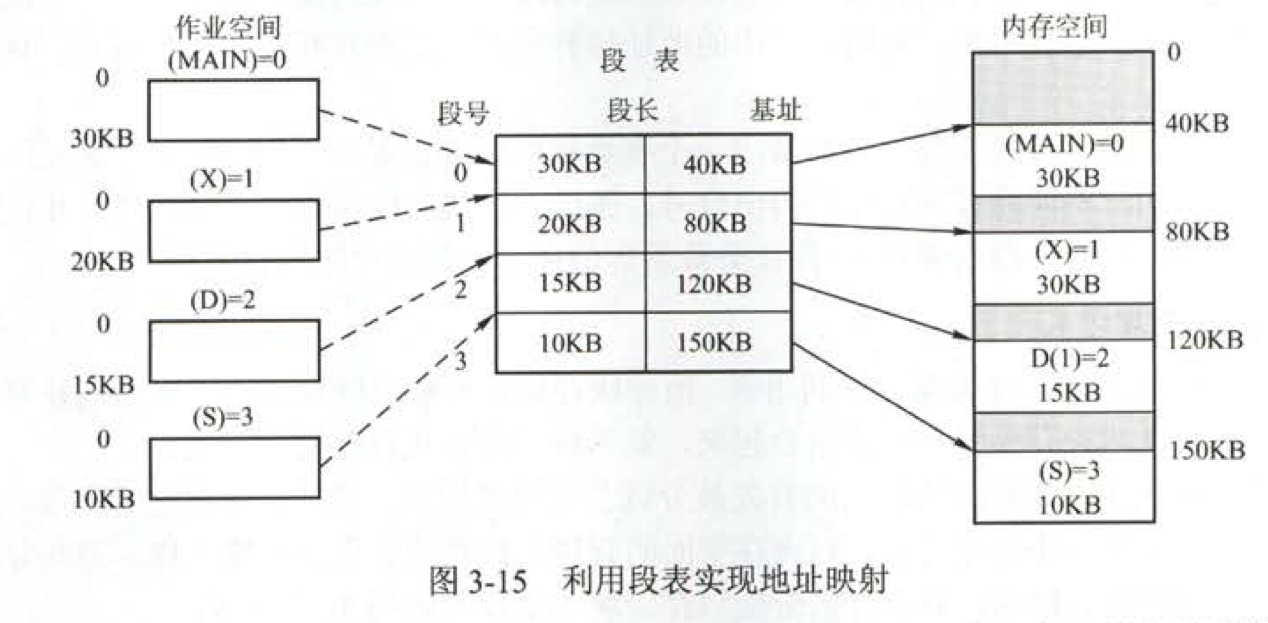 作业空间
(MAIN)=0
0
30KB
(X)=1
0
20KB
(D)=2
0
15KB
(S)=3
0
10KB
段 表
段号 段长 基址
0 30KB 40KB
1 20KB 80KB
2 15KB 120KB
3 10KB 150KB
内存空间
0
40KB
(MAIN)=0
30KB
80KB
(X)=1
30KB
120KB
D(1)=2
15KB
150KB
(S)=3
10KB
图 3-15 利用段表实现地址映射